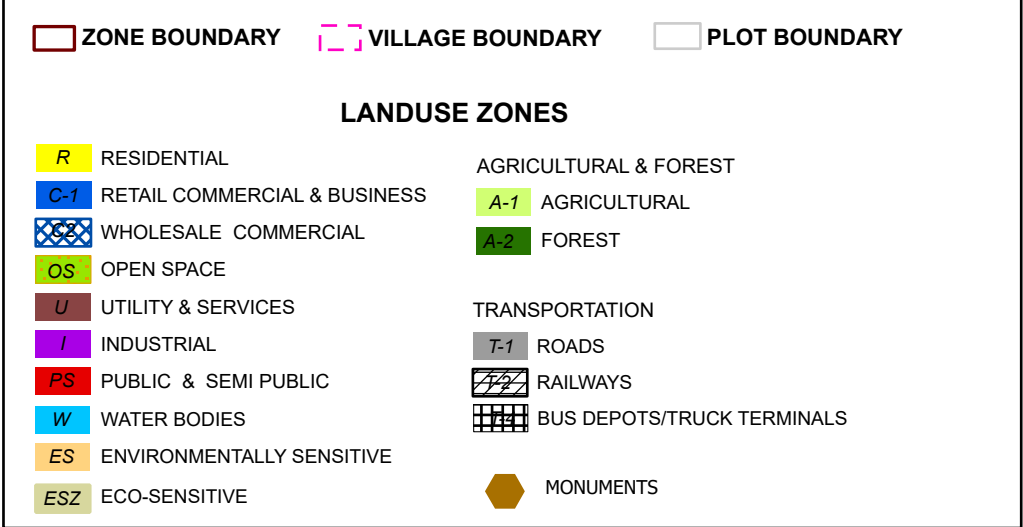 ZONE BOUNDARY VILLAGE BOUNDARY PLOT BOUNDARY
LANDUSE ZONES
R RESIDENTIAL
C-1 RETAIL COMMERCIAL & BUSINESS
C2 WHOLESALE COMMERCIAL
OS OPEN SPACE
U UTILITY & SERVICES
I INDUSTRIAL
PS PUBLIC & SEMI PUBLIC
W WATER BODIES
ES ENVIRONMENTALLY SENSITIVE
ESZ ECO-SENSITIVE
AGRICULTURAL & FOREST
A-1 AGRICULTURAL
A-2 FOREST
TRANSPORTATION
T-1 ROADS
T-2 RAILWAYS
T-4 BUS DEPOTS/TRUCK TERMINALS
MONUMENTS